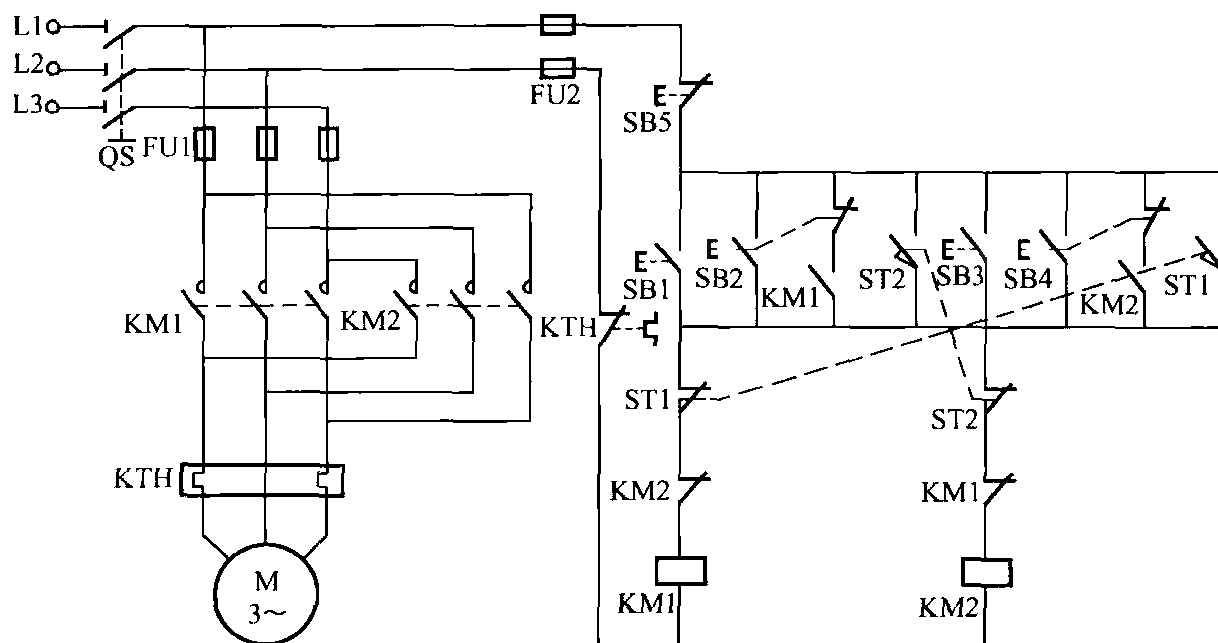 L1
L2
L3
QS
FU1
FU2
SB5
SB1
SB2
KM1
ST2
SB3
SB4
KM2
ST1
KM1
KM2
KTH
ST1
ST2
KTH
KM2
KM1
M
3～
KM1
KM2